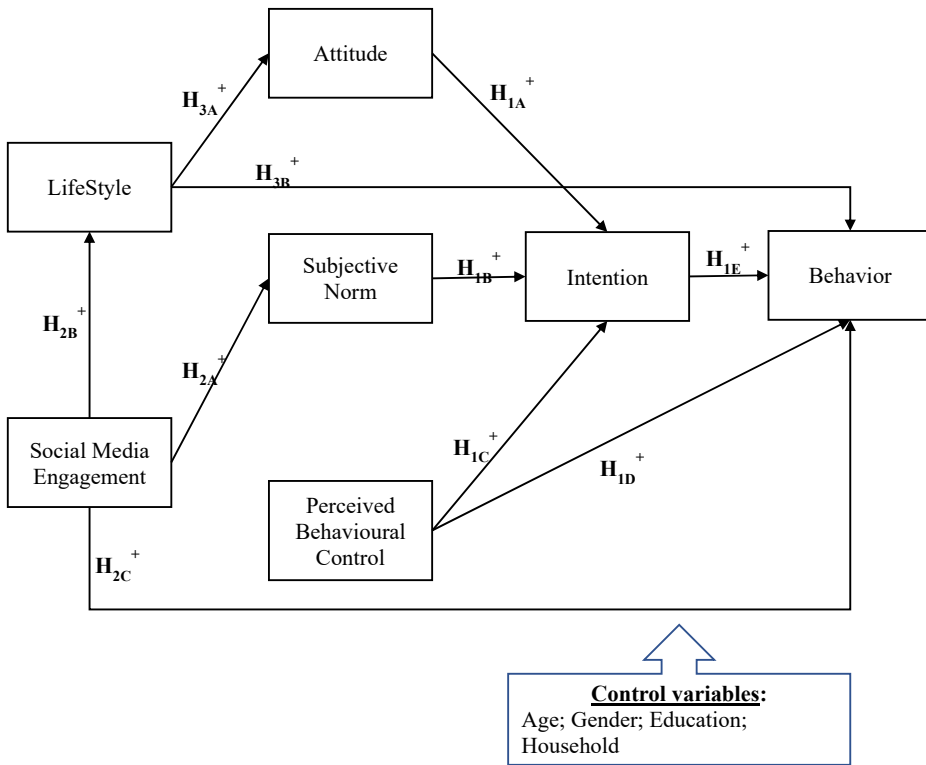 Attitude
H3A+
H1A+
LifeStyle
H3B+
Subjective
Norm
H1B+
Intention
H1E+
Behavior
H2B+
H2A+
Social Media
Engagement
H1C+
H1D+
Perceived
Behavioural
Control
H2C+
Control variables:
Age; Gender; Education;
Household